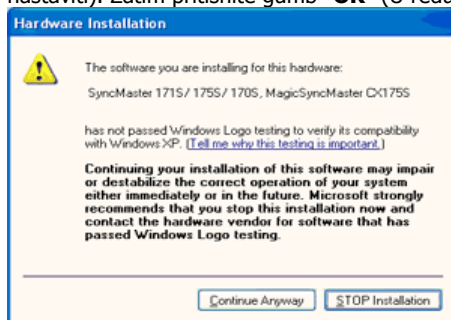 nastaviti). Zatim pritisnite gumb "OK" (U redu
Hardware Installation
The software you are installing for this hardware:
SyncMaster 171S/ 175S/ 170S, MagicSyncMaster CX175S
has not passed Windows Logo testing to verify its compatibility
with Windows XP. (Tell me why this testing is important.)
Continuing your installation of this software may impair
or destabilize the correct operation of your system
either immediately or in the future. Microsoft strongly
recommends that you stop this installation now and
contact the hardware vendor for software that has
passed Windows Logo testing.
Continue Anyway STOP Installation